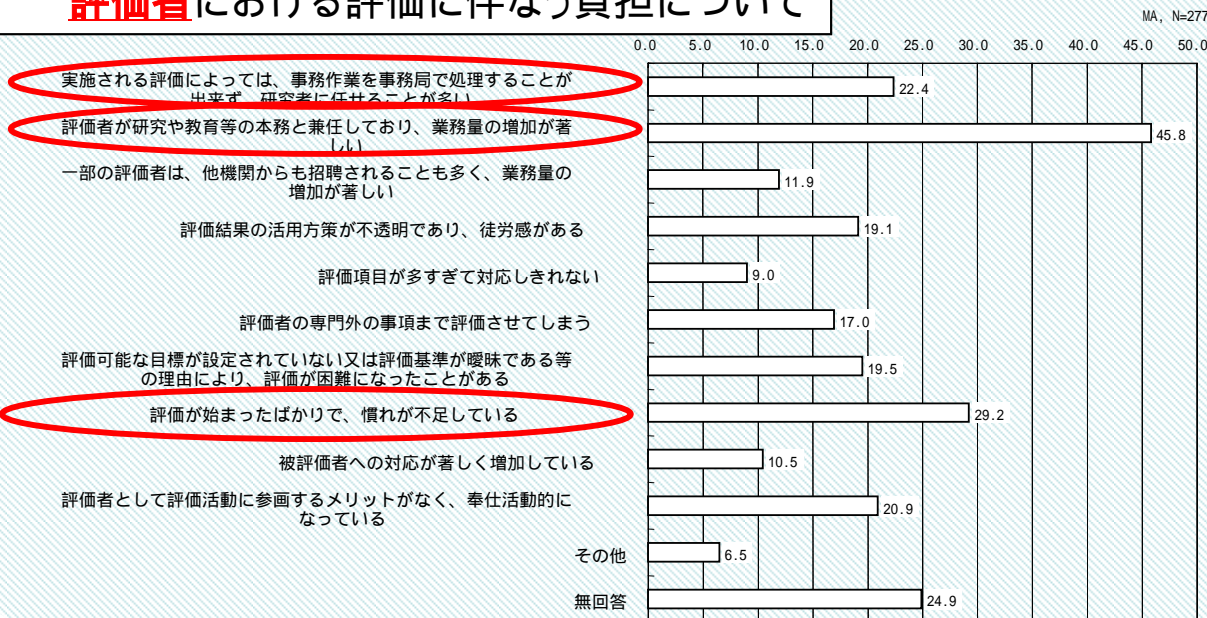 評価者における評価に伴なう負担について
MA, N=277
0.0 5.0 10.0 15.0 20.0 25.0 30.0 35.0 40.0 45.0 50.0
実施される評価によっては、事務作業を事務局で処理することが
出来ず、研究者に任せることが多い
22.4
評価者が研究や教育等の本務と兼任しており、業務量の増加が著
しい
45.8
一部の評価者は、他機関からも招聘されることも多く、業務量の
増加が著しい
11.9
評価結果の活用方策が不透明であり、徒労感がある
19.1
評価項目が多すぎて対応しきれない
9.0
評価者の専門外の事項まで評価させてしまう
17.0
評価可能な目標が設定されていない又は評価基準が曖昧である等
の理由により、評価が困難になったことがある
19.5
評価が始まったばかりで、慣れが不足している
29.2
被評価者への対応が著しく増加している
10.5
評価者として評価活動に参画するメリットがなく、奉仕活動的に
なっている
20.9
その他
6.5
無回答
24.9